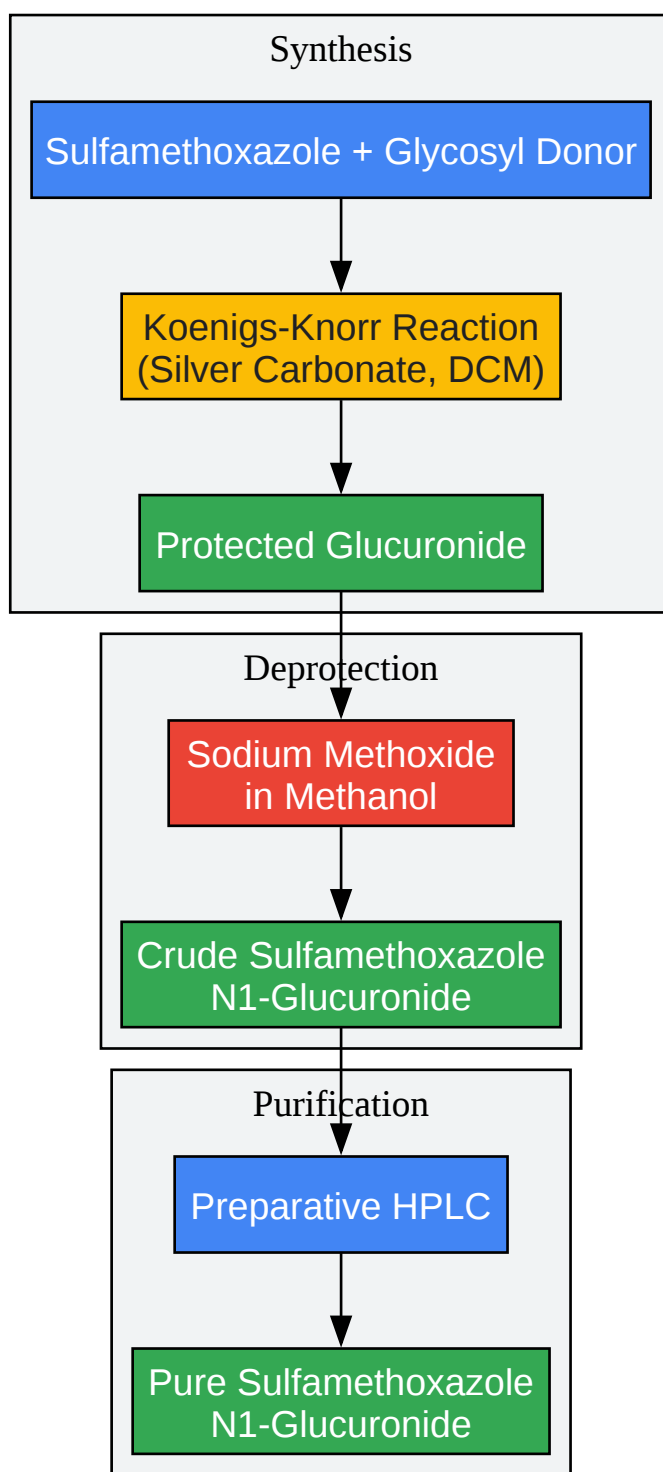 Synthesis
Sulfamethoxazole + Glycosyl Donor
Koenigs-Knorr Reaction
(Silver Carbonate, DCM)
Protected Glucuronide
Deprotection
Sodium Methoxide
in Methanol
Crude Sulfamethoxazole
N1-Glucuronide
Purification
Preparative HPLC
Pure Sulfamethoxazole
N1-Glucuronide